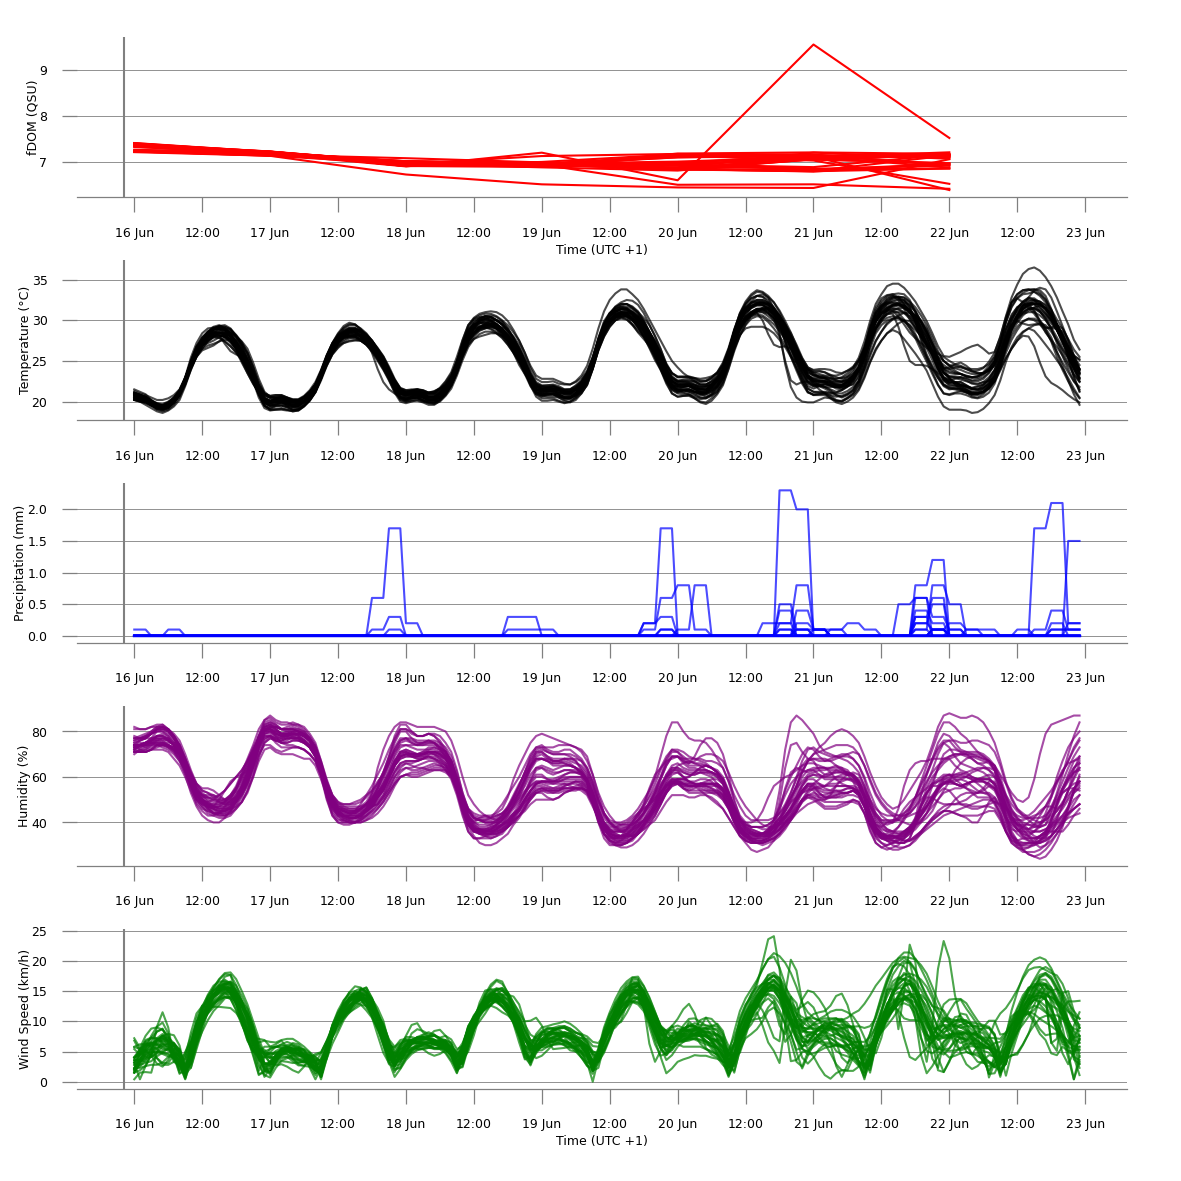 fDOM (QSU)
9
8
7
16 Jun 12:00 17 Jun 12:00 18 Jun 12:00 19 Jun 12:00 20 Jun 12:00 21 Jun 12:00 22 Jun 12:00 23 Jun
Time (UTC +1)
Temperature (°C)
35
30
25
20
16 Jun 12:00 17 Jun 12:00 18 Jun 12:00 19 Jun 12:00 20 Jun 12:00 21 Jun 12:00 22 Jun 12:00 23 Jun
Precipitation (mm)
2.0
1.5
1.0
0.5
0.0
16 Jun 12:00 17 Jun 12:00 18 Jun 12:00 19 Jun 12:00 20 Jun 12:00 21 Jun 12:00 22 Jun 12:00 23 Jun
Humidity (%)
80
60
40
16 Jun 12:00 17 Jun 12:00 18 Jun 12:00 19 Jun 12:00 20 Jun 12:00 21 Jun 12:00 22 Jun 12:00 23 Jun
Wind Speed (km/h)
25
20
15
10
5
0
16 Jun 12:00 17 Jun 12:00 18 Jun 12:00 19 Jun 12:00 20 Jun 12:00 21 Jun 12:00 22 Jun 12:00 23 Jun
Time (UTC +1)